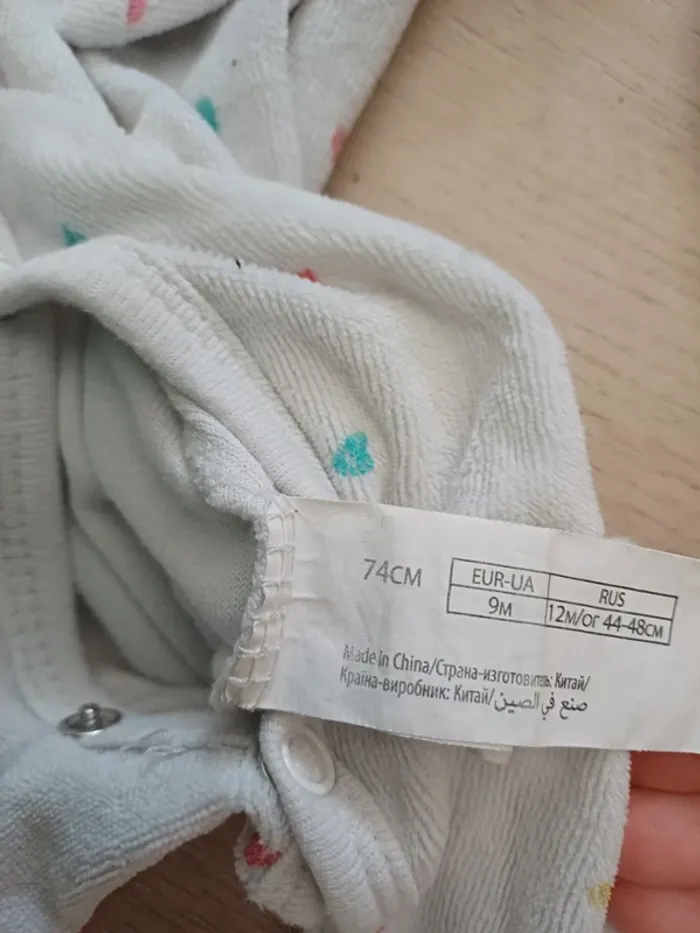 74CM
EUR-UA RUS
9M 12M/ОГ 44-48СМ
Made in China/Страна-изготовитель: Китай/
Країна-виробник: Китай/صنع في الصين